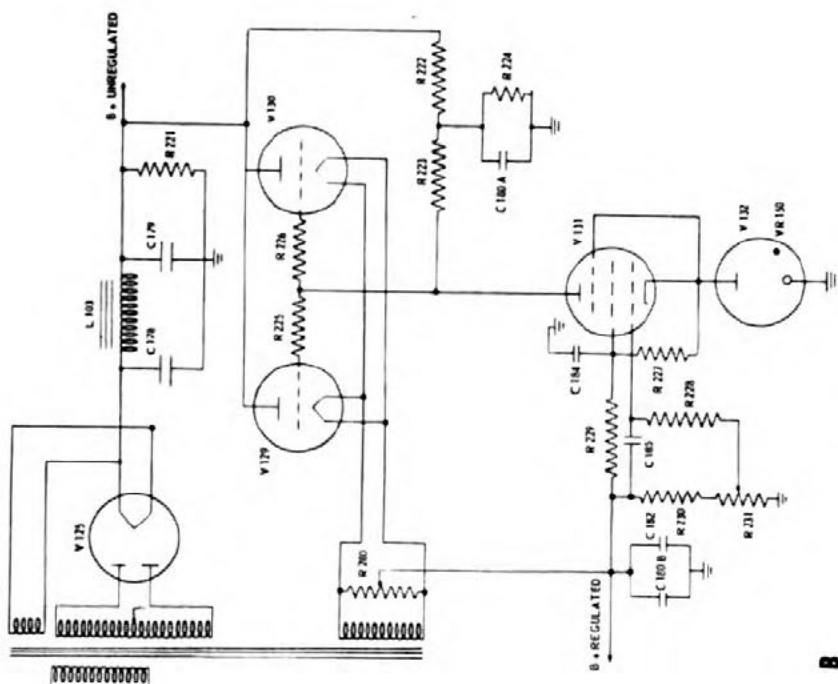 B + UNREGULATED
R 221
C 179
L 103
C 178
V 125
V 130
R 226
R 225
V 129
R 280
R 222
R 224
R 223
C 180 A
V 131
V 132
VR 150
C 184
R 227
R 228
R 229
C 185
C 182
R 230
R 231
C 180 B
B + REGULATED
B